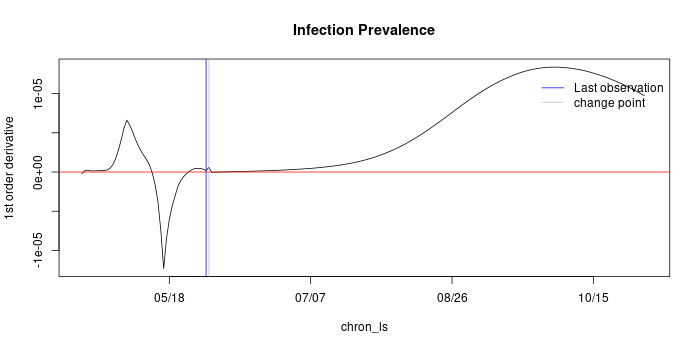 Infection Prevalence
1st order derivative
1e-05
0e+00
-1e-05
Last observation
change point
05/18
07/07
08/26
10/15
chron_ls